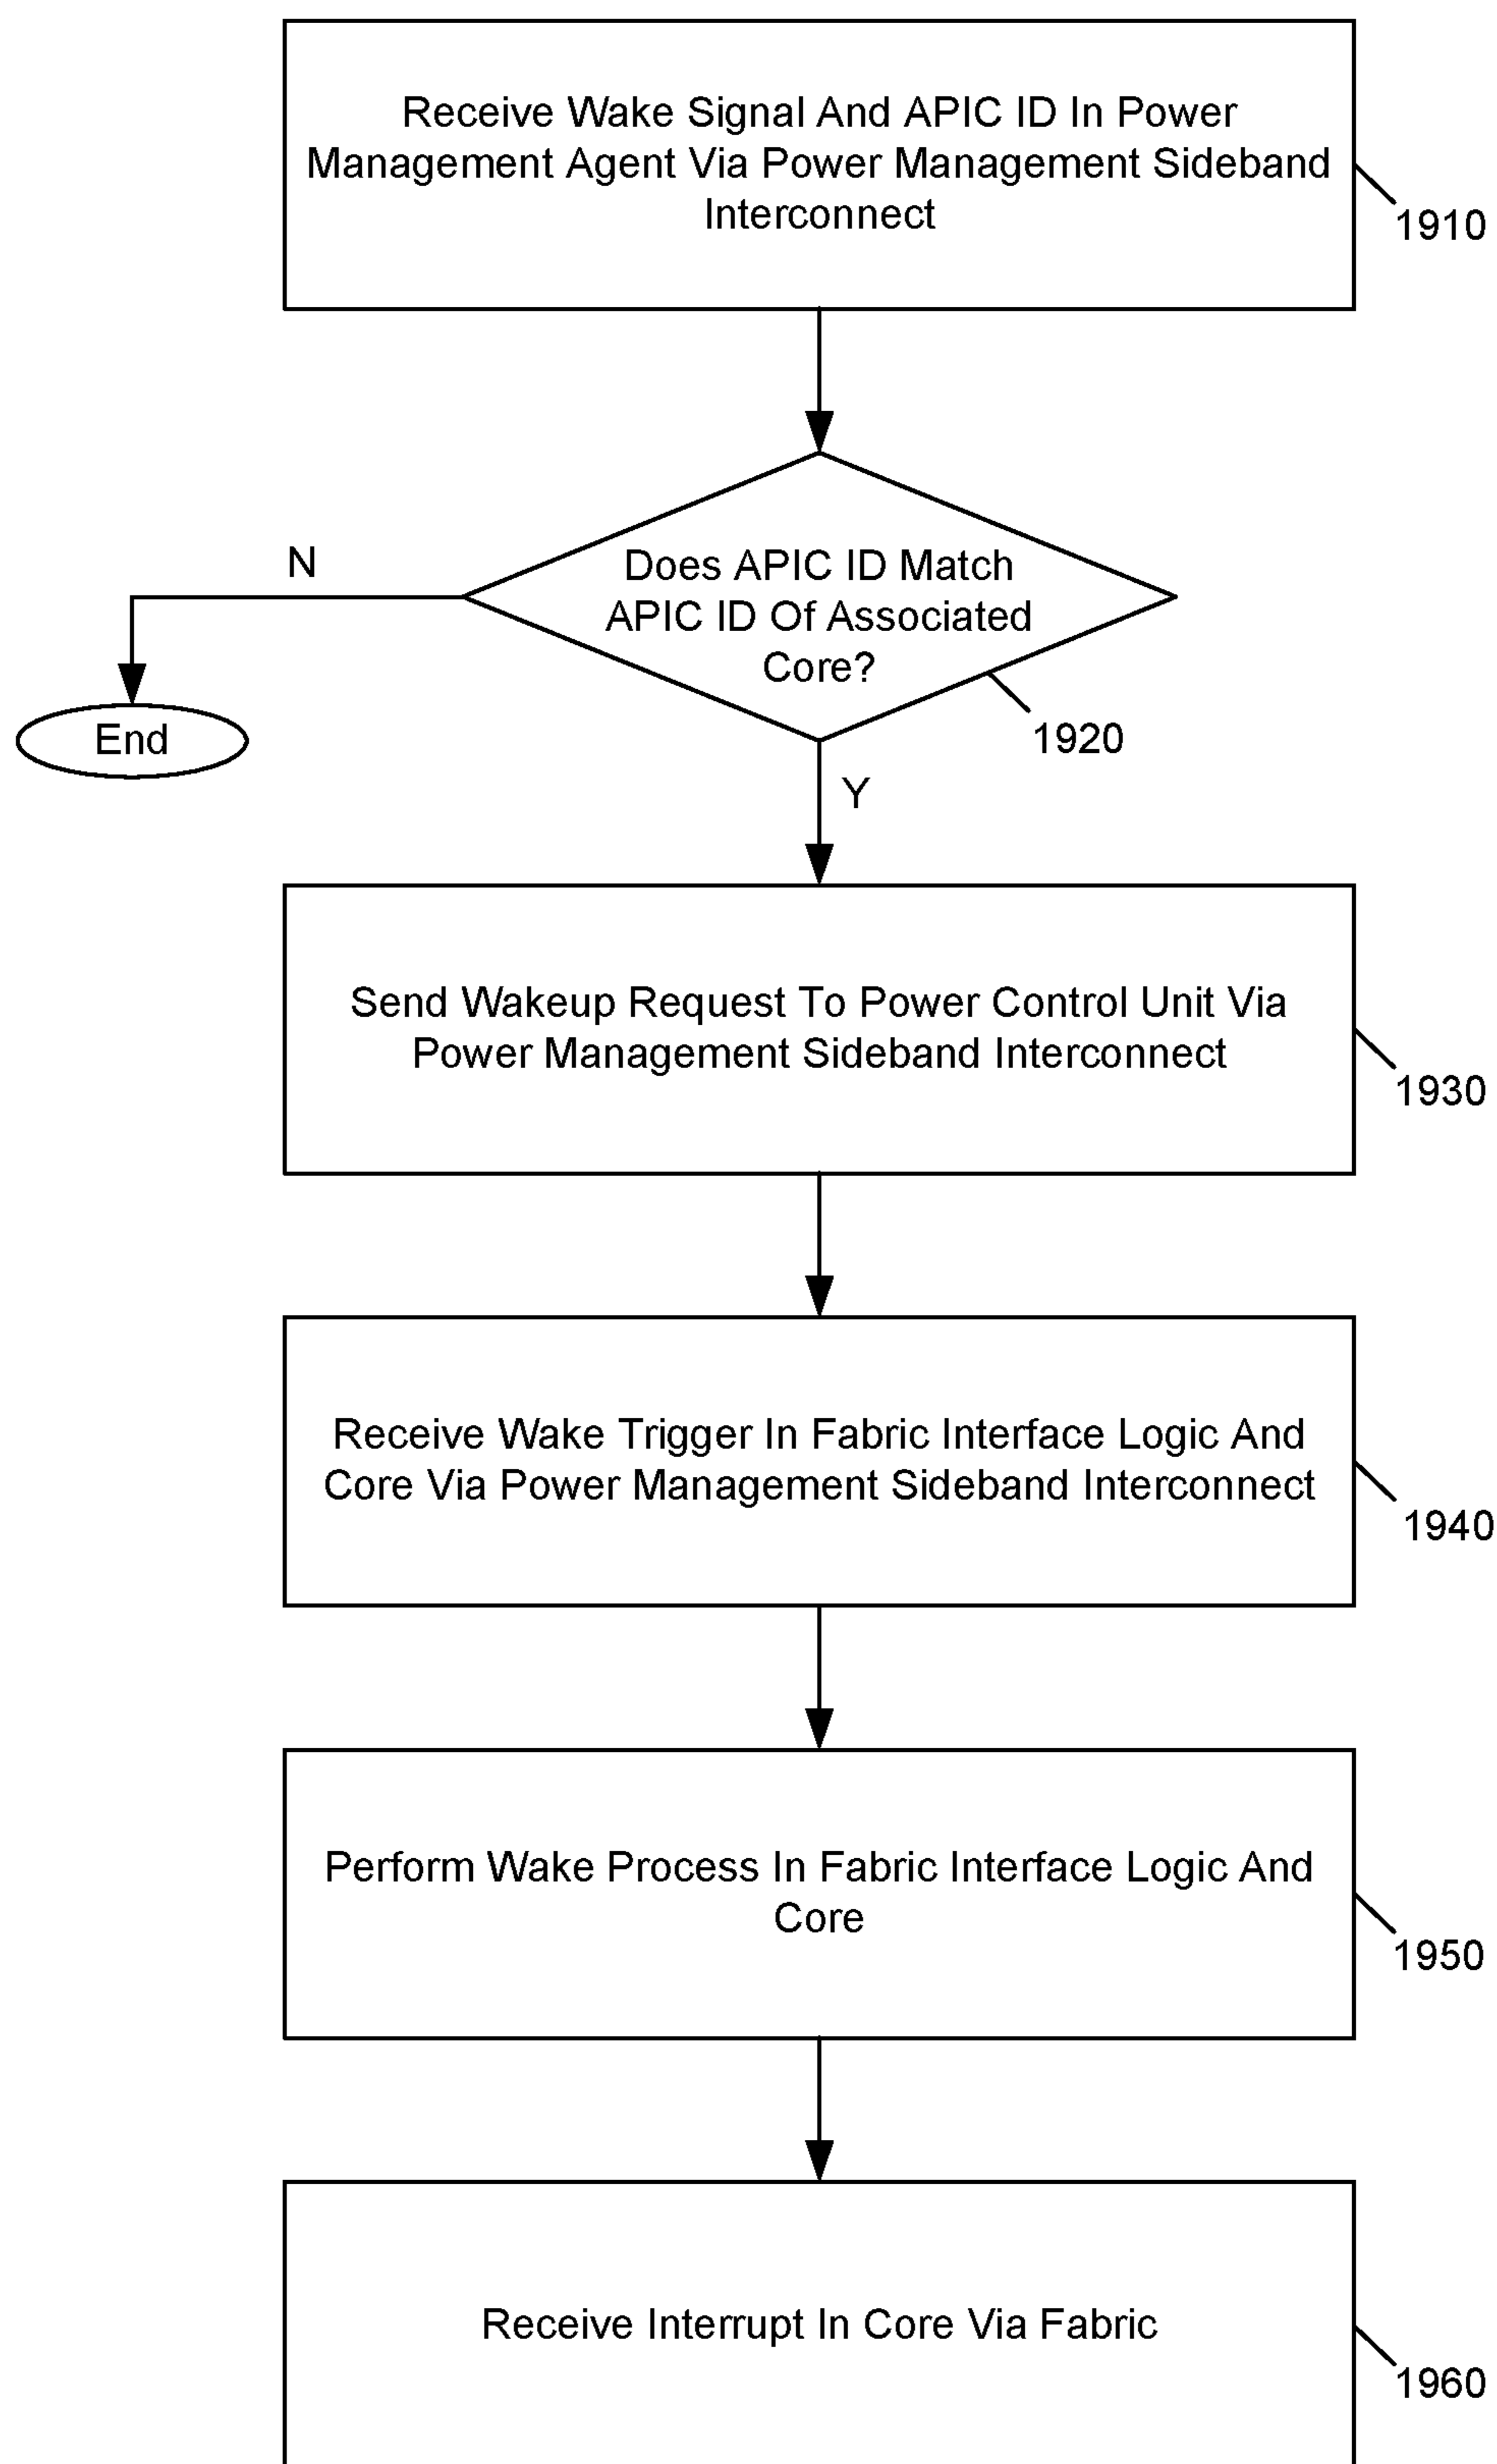 Receive Wake Signal And APIC ID In Power
Management Agent Via Power Management Sideband
Interconnect
1910
N
Does APIC ID Match
APIC ID Of Associated
Core?
End
1920
Y
Send Wakeup Request To Power Control Unit Via
Power Management Sideband Interconnect
1930
Receive Wake Trigger In Fabric Interface Logic And
Core Via Power Management Sideband Interconnect
1940
Perform Wake Process In Fabric Interface Logic And
Core
1950
Receive Interrupt In Core Via Fabric
1960